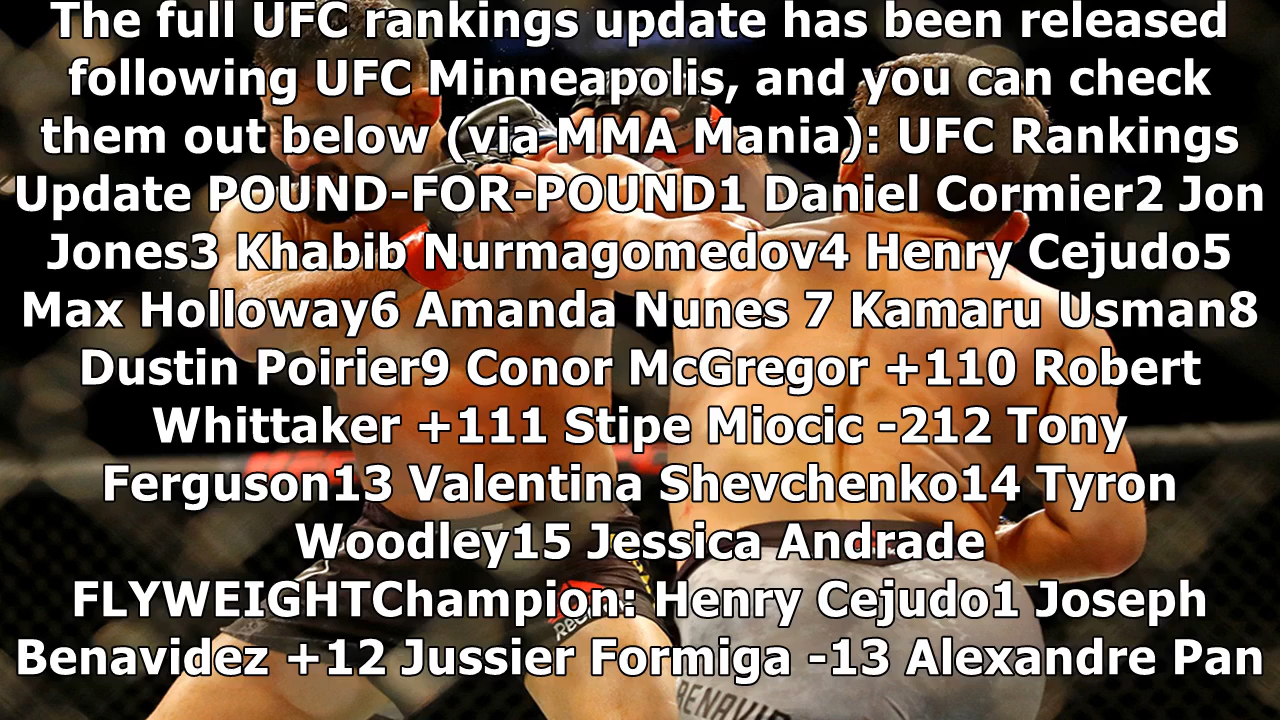 The full UFC rankings update has been released
following UFC Minneapolis, and you can check
them out below (via MMA Mania): UFC Rankings
Update POUND-FOR-POUND1 Daniel Cormier2 Jon
Jones3 Khabib Nurmagomedov4 Henry Cejudo5
Max Holloway6 Amanda Nunes 7 Kamaru Usman8
Dustin Poirier9 Conor McGregor +110 Robert
Whittaker +111 Stipe Miocic -212 Tony
Ferguson13 Valentina Shevchenko14 Tyron
Woodley15 Jessica Andrade
FLYWEIGHTChampion: Henry Cejudo1 Joseph
Benavidez +12 Jussier Formiga -13 Alexandre Pan